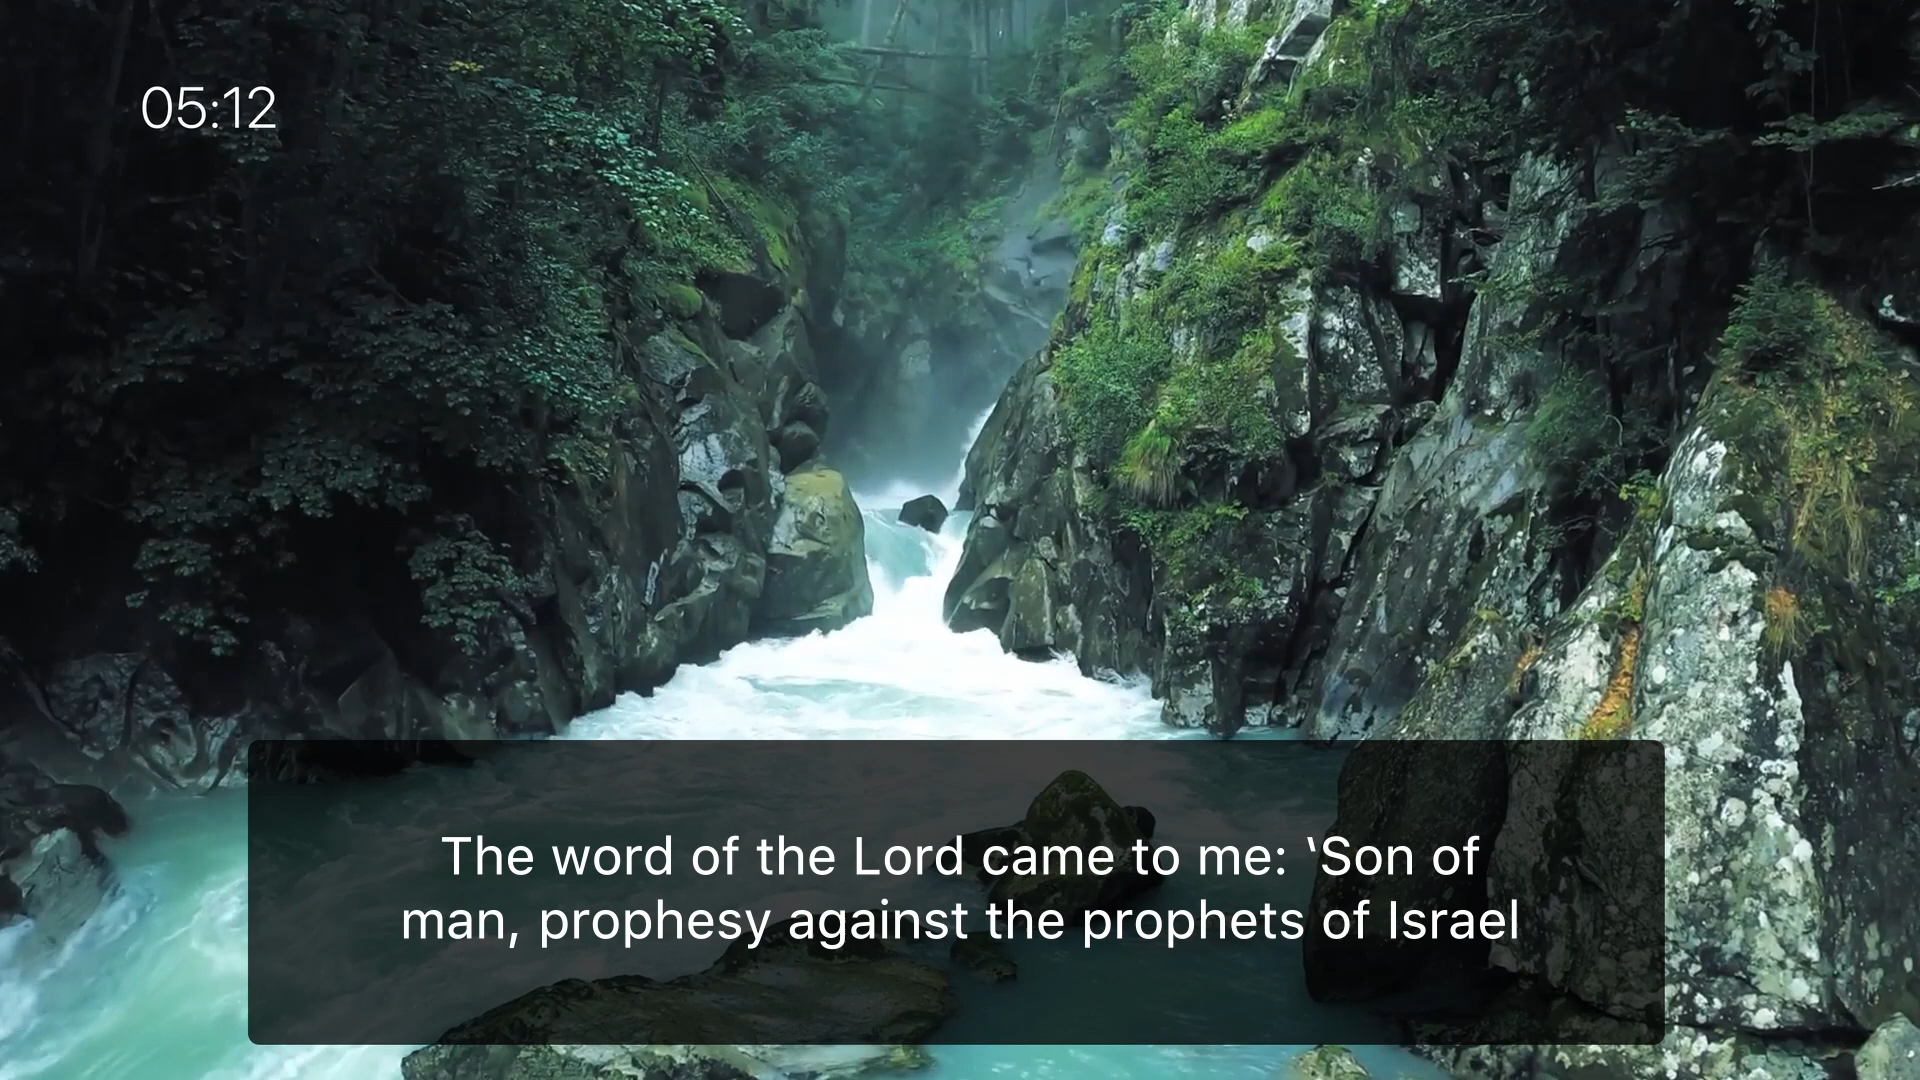 05:12
The word of the Lord came to me: ‘Son of
man, prophesy against the prophets of Israel